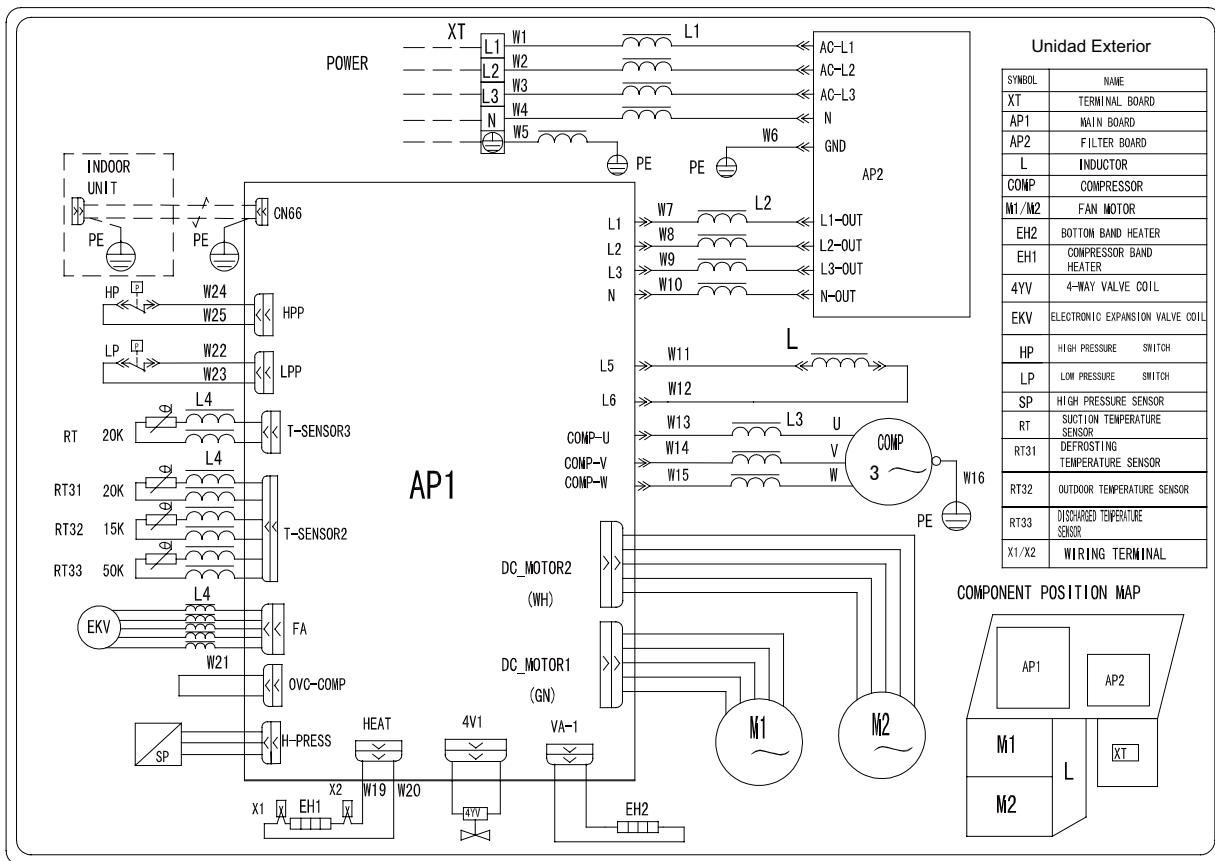 XT
POWER
L1 W1 L1 AC-L1
L2 W2 AC-L2
L3 W3 AC-L3
N W4 N
W5 PE
PE W6 GND
AP2
INDOOR
UNIT
CN66
PE PE
L1 W7 L2 L1-OUT
L2 W8 L2-OUT
L3 W9 L3-OUT
N W10 N-OUT
HP P W24
W25 HPP
LP P W22
W23 LPP
L5 W11 L
L6 W12
L4
RT 20K θ T-SENSOR3
L4
RT31 20K θ
RT32 15K θ T-SENSOR2
RT33 50K θ
AP1
COMP-U W13 L3 U
COMP-V W14 V
COMP-W W15 W
COMP
3
W16
PE
L4
EKV FA
W21
OVC-COMP
SP H-PRESS
DC_MOTOR2
(WH)
DC_MOTOR1
(GN)
M1
M2
HEAT 4V1 VA-1
X1 X EH1 X2 X W19 W20
4YV
EH2
Unidad Exterior
SYMBOL NAME
XT TERMINAL BOARD
AP1 MAIN BOARD
AP2 FILTER BOARD
L INDUCTOR
COMP COMPRESSOR
M1/M2 FAN MOTOR
EH2 BOTTOM BAND HEATER
EH1 COMPRESSOR BAND
HEATER
4YV 4-WAY VALVE COIL
EKV ELECTRONIC EXPANSION VALVE COIL
HP HIGH PRESSURE SWITCH
LP LOW PRESSURE SWITCH
SP HIGH PRESSURE SENSOR
RT SUCTION TEMPERATURE
SENSOR
RT31 DEFROSTING
TEMPERATURE SENSOR
RT32 OUTDOOR TEMPERATURE SENSOR
RT33 DISCHARGED TEMPERATURE
SENSOR
X1/X2 WIRING TERMINAL
COMPONENT POSITION MAP
AP1 AP2
M1 L XT
M2